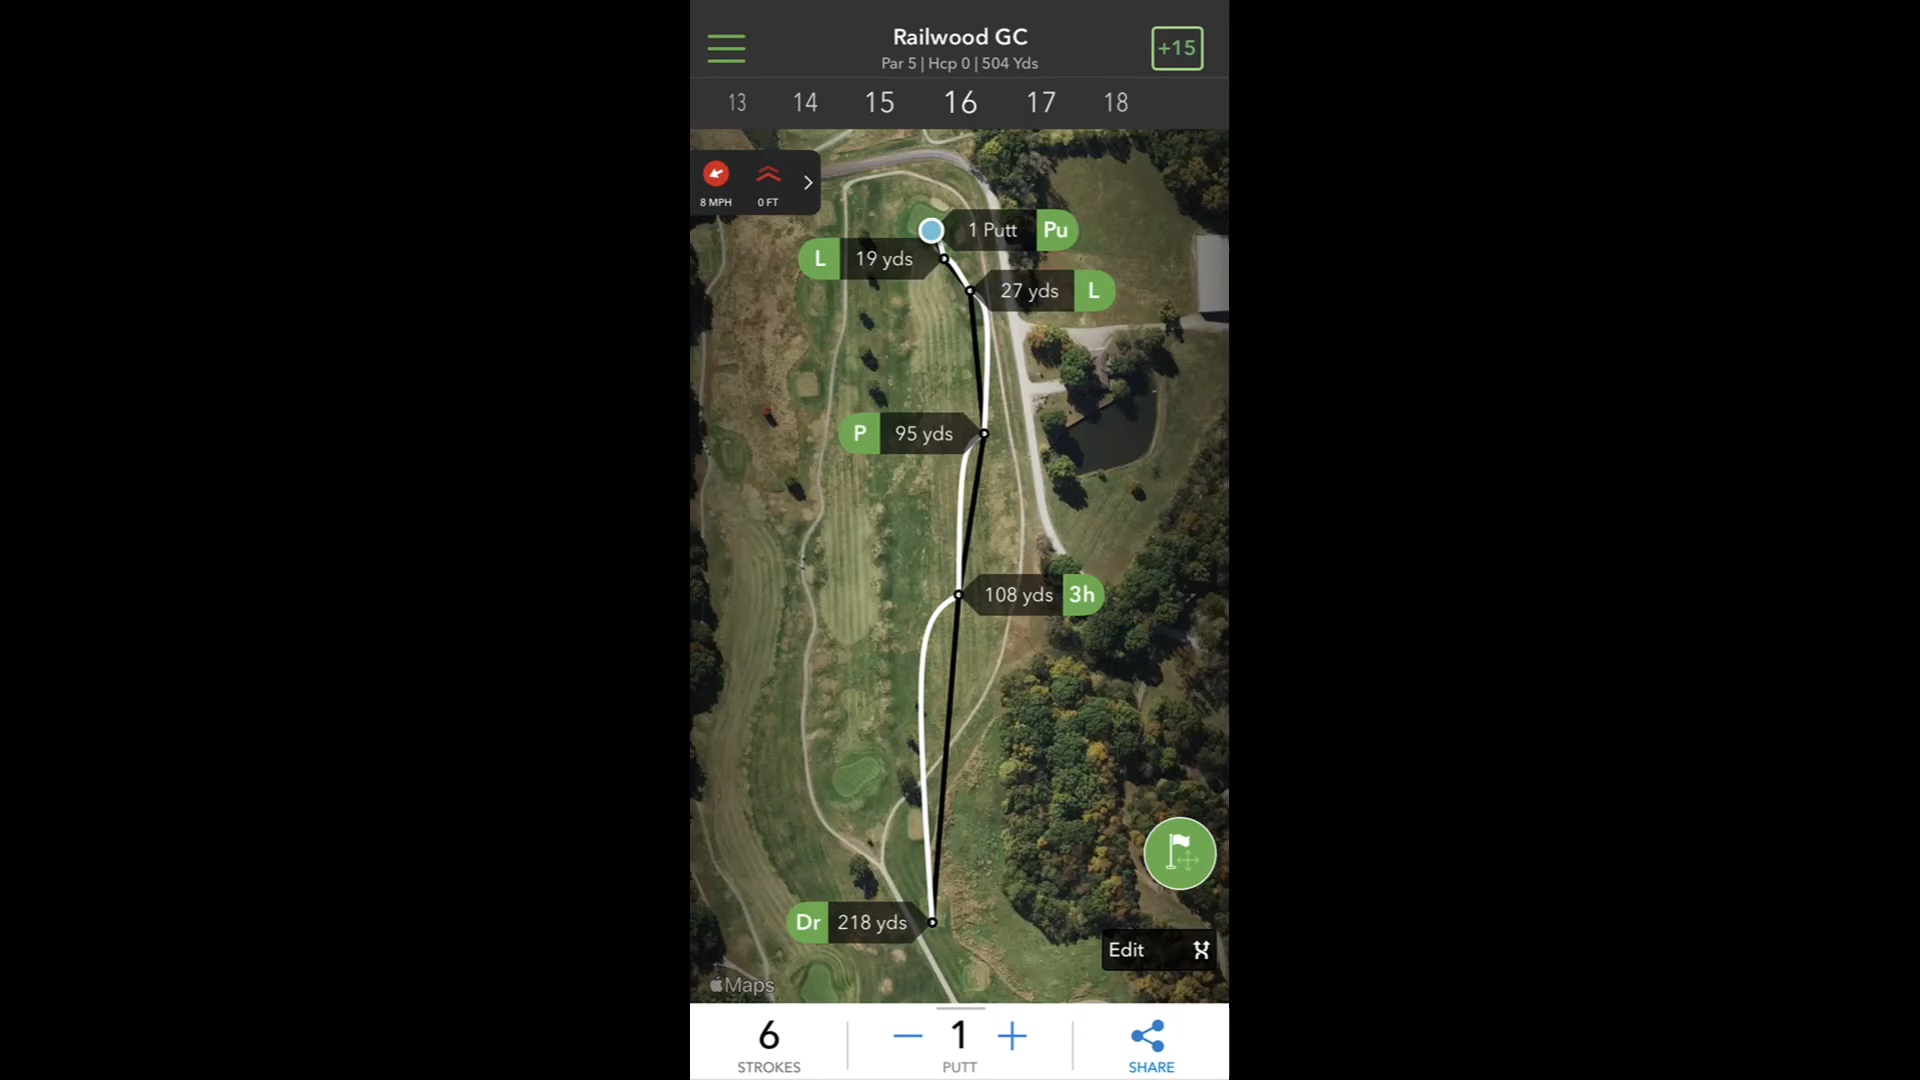 Railwood GC
+15
Par 5 | Hcp 0 | 504 Yds
13 14 15 16 17 18
8 MPH 0 FT
1 Putt Pu
L 19 yds
27 yds L
P 95 yds
108 yds 3h
Dr 218 yds
Edit
Maps
6 1
STROKES PUTT SHARE